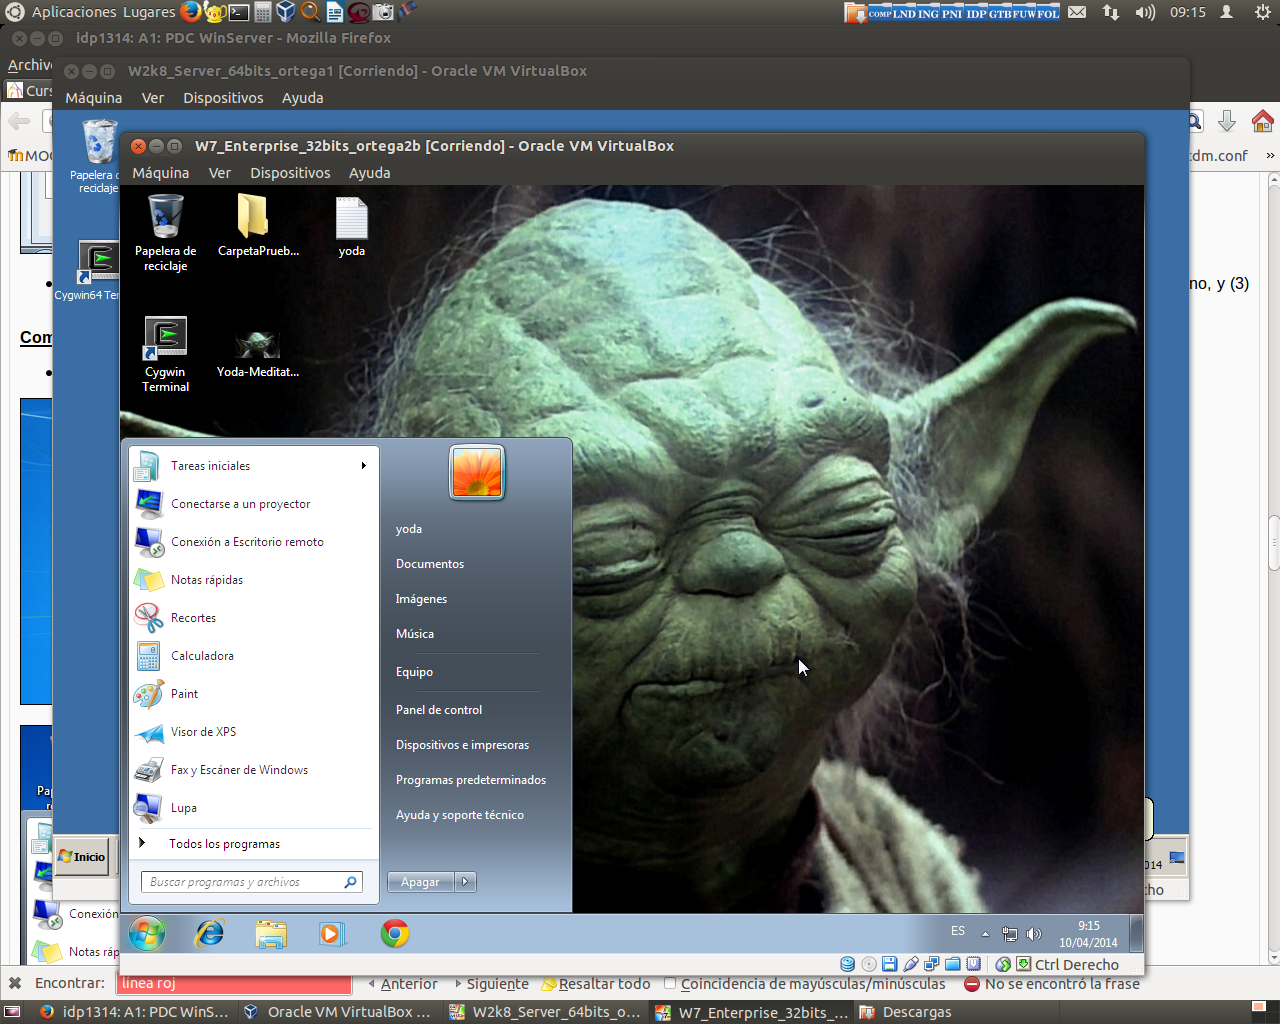 Aplicaciones Lugares
COMP LND ING PNI IDP GTB FUW FOL
09:15
idp1314: A1: PDC WinServer - Mozilla Firefox
Archiv
W2k8_Server_64bits_ortega1 [Corriendo] - Oracle VM VirtualBox
Máquina Ver Dispositivos Ayuda
Curs
MOO
dm.conf »
Papelera d
reciclaje
Cygwin64 Ter
W7_Enterprise_32bits_ortega2b [Corriendo] - Oracle VM VirtualBox
Máquina Ver Dispositivos Ayuda
Papelera de
reciclaje
CarpetaPrueb...
yoda
Cygwin
Terminal
Yoda-Meditat...
no, y (3)
Com
Tareas iniciales
Conectarse a un proyector
Conexión a Escritorio remoto
Notas rápidas
Recortes
Calculadora
Paint
Visor de XPS
Fax y Escáner de Windows
Lupa
Todos los programas
Buscar programas y archivos
yoda
Documentos
Imágenes
Música
Equipo
Panel de control
Dispositivos e impresoras
Programas predeterminados
Ayuda y soporte técnico
Apagar
Pap
re
Inicio
014
cho
Conexión
Notas ráp
ES
9:15
10/04/2014
Ctrl Derecho
Encontrar: línea roj
Anterior Siguiente Resaltar todo Coincidencia de mayúsculas/minúsculas No se encontró la frase
idp1314: A1: PDC WinS... Oracle VM VirtualBox ... W2k8_Server_64bits_o... W7_Enterprise_32bits_... Descargas